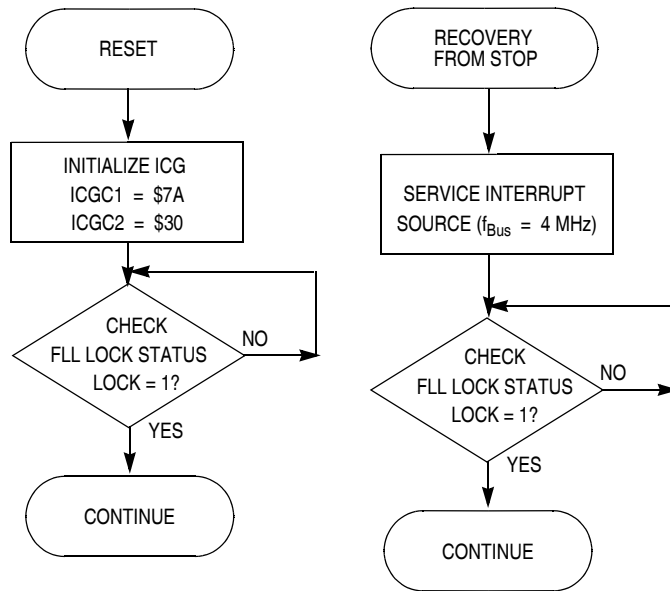 RESET
INITIALIZE ICG
ICGC1 = $7A
ICGC2 = $30
CHECK
FLL LOCK STATUS
LOCK = 1?
NO
YES
CONTINUE
RECOVERY
FROM STOP
SERVICE INTERRUPT
SOURCE (fBus = 4 MHz)
CHECK
FLL LOCK STATUS
LOCK = 1?
NO
YES
CONTINUE